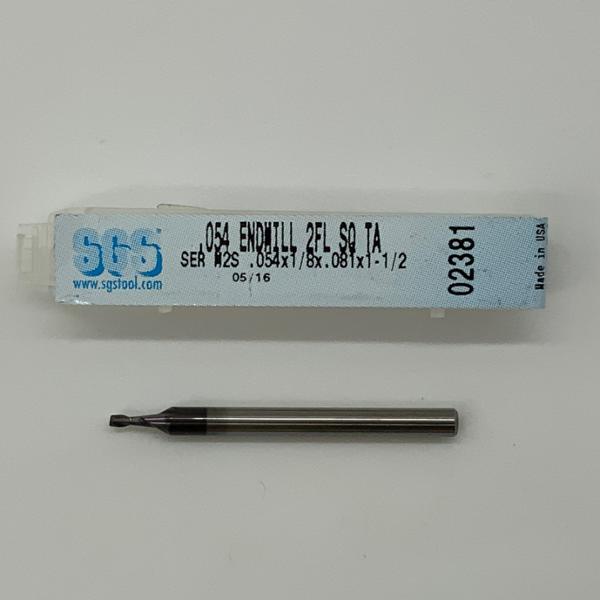 SGS
www.sgstool.com
.054 ENDMILL 2FL SQ TA
SER M2S .054x1/8x.081x1-1/2
05/16
02381
Made in USA